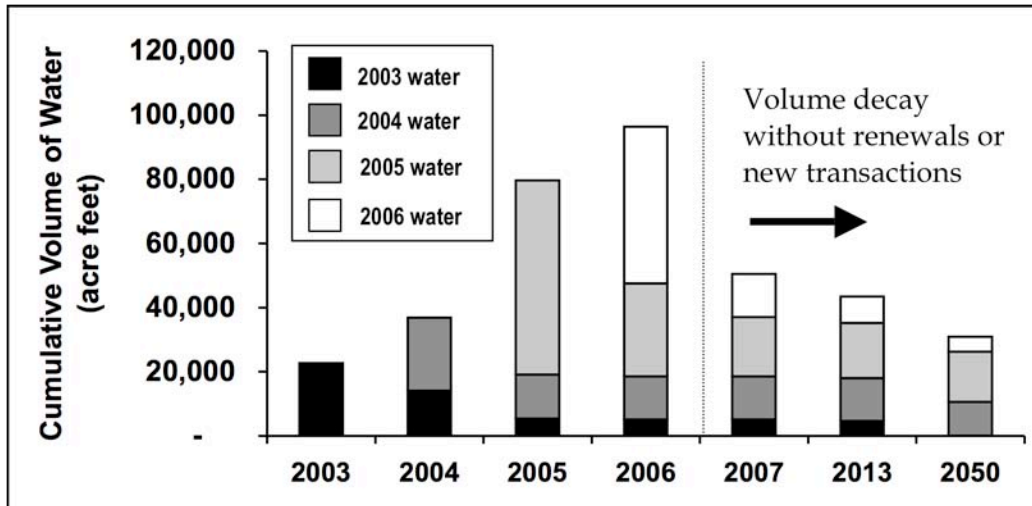 Cumulative Volume of Water
(acre feet)
120,000
100,000
80,000
60,000
40,000
20,000
-
2003 water
2004 water
2005 water
2006 water
Volume decay
without renewals or
new transactions
2003
2004
2005
2006
2007
2013
2050